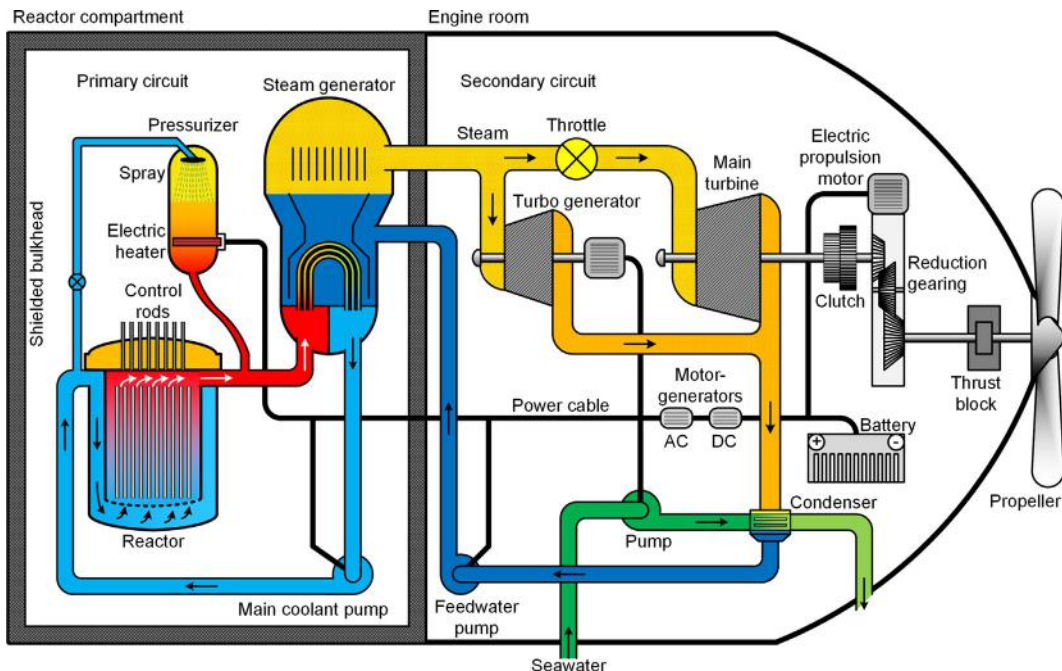 Reactor compartment
Engine room
Primary circuit
Steam generator
Secondary circuit
Pressurizer
Steam
Throttle
Electric
propulsion
motor
Spray
Main
turbine
Turbo generator
Electric
heater
Shielded bulkhead
Control
rods
Clutch
Reduction
gearing
Motor-
generators
Thrust
block
Power cable
AC
DC
Battery
+
-
Condenser
Propeller
Reactor
Pump
Main coolant pump
Feedwater
pump
Seawater